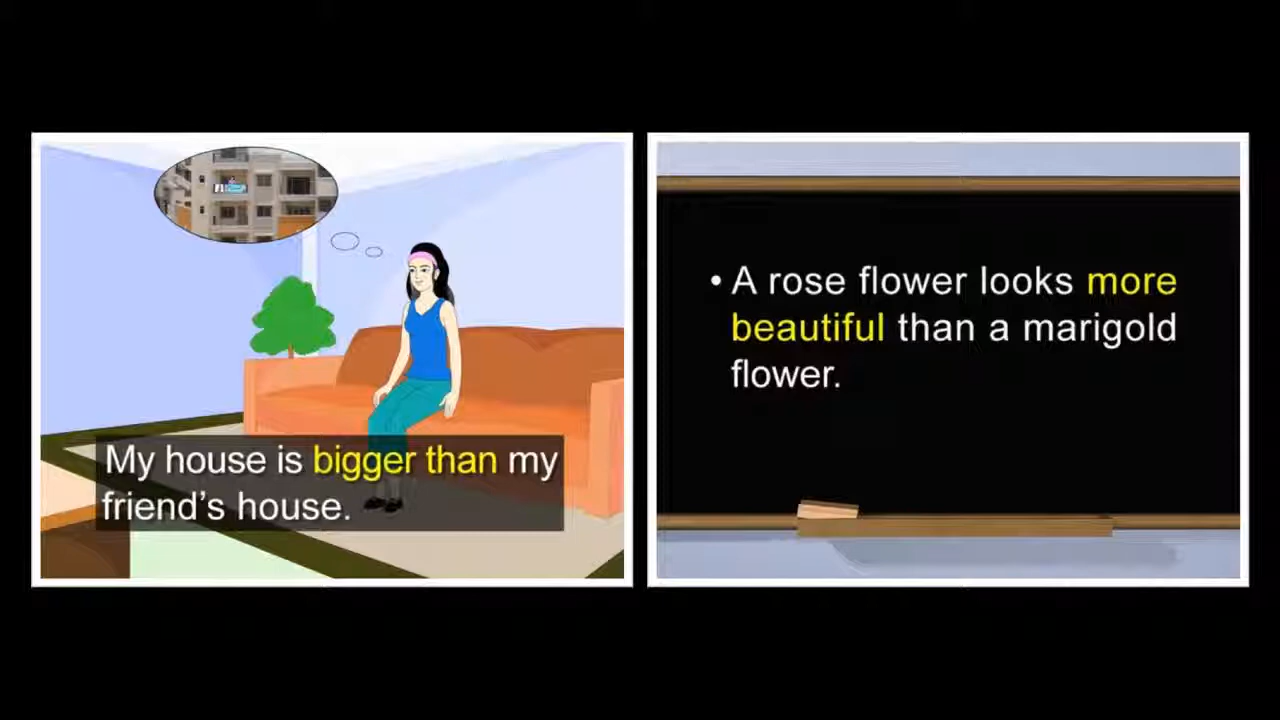 My house is bigger than my
friend's house.
• A rose flower looks more
beautiful than a marigold
flower.